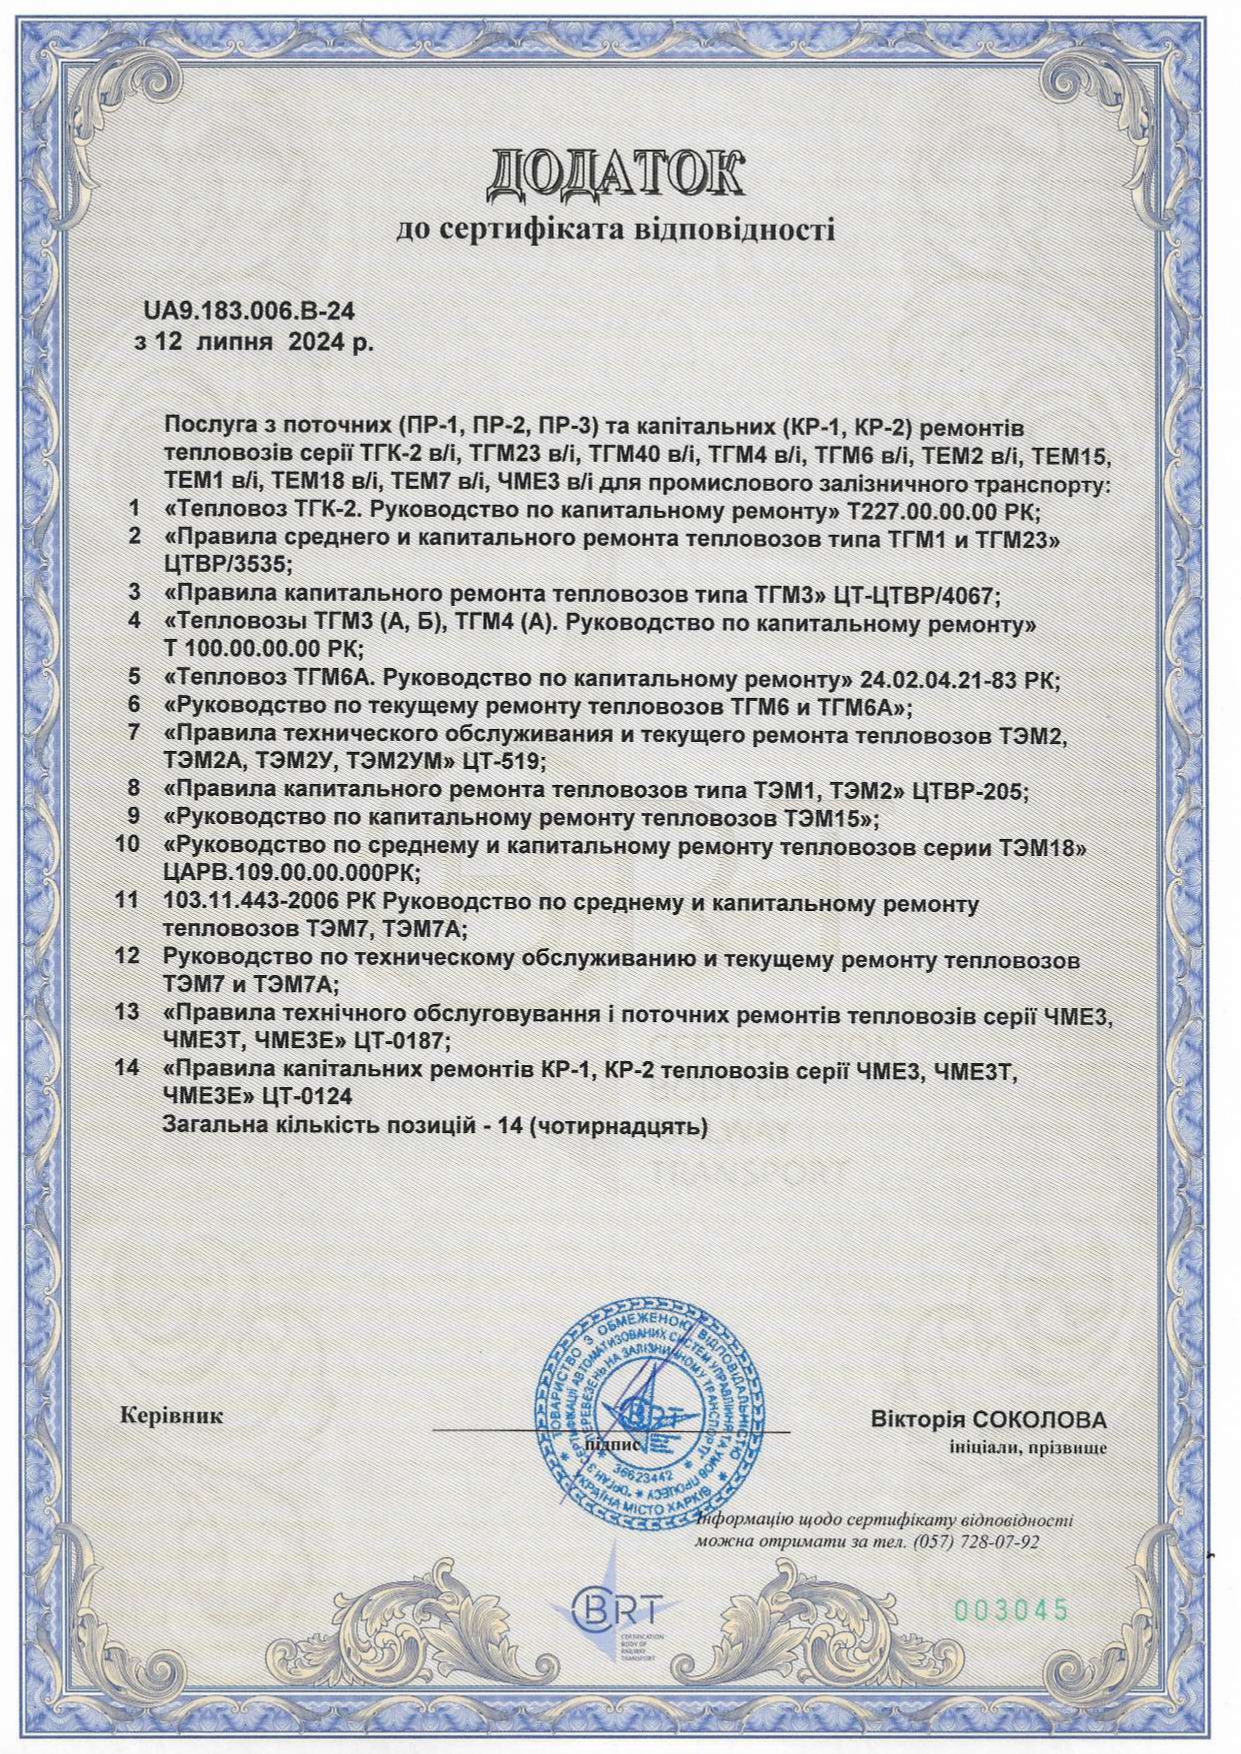 ДОДАТОК
до сертифіката відповідності
UA9.183.006.В-24
з 12 липня 2024 р.
Послуга з поточних (ПР-1, ПР-2, ПР-3) та капітальних (КР-1, КР-2) ремонтів
тепловозів серії ТГК-2 в/і, ТГМ23 в/і, ТГМ40 в/і, ТГМ4 в/і, ТГМ6 в/і, ТЕМ2 в/і, ТЕМ15,
ТЕМ1 в/і, ТЕМ18 в/і, ТЕМ7 в/і, ЧМЕ3 в/і для промислового залізничного транспорту:
1 «Тепловоз ТГК-2. Руководство по капитальному ремонту» Т227.00.00.00 РК;
2 «Правила среднего и капитального ремонта тепловозов типа ТГМ1 и ТГМ23»
ЦТВР/3535;
3 «Правила капитального ремонта тепловозов типа ТГМ3» ЦТ-ЦТВР/4067;
4 «Тепловозы ТГМ3 (А, Б), ТГМ4 (А). Руководство по капитальному ремонту»
Т 100.00.00.00 РК;
5 «Тепловоз ТГМ6А. Руководство по капитальному ремонту» 24.02.04.21-83 РК;
6 «Руководство по текущему ремонту тепловозов ТГМ6 и ТГМ6А»;
7 «Правила технического обслуживания и текущего ремонта тепловозов ТЭМ2,
ТЭМ2А, ТЭМ2У, ТЭМ2УМ» ЦТ-519;
8 «Правила капитального ремонта тепловозов типа ТЭМ1, ТЭМ2» ЦТВР-205;
9 «Руководство по капитальному ремонту тепловозов ТЭМ15»;
10 «Руководство по среднему и капитальному ремонту тепловозов серии ТЭМ18»
ЦАРВ.109.00.00.000РК;
11 103.11.443-2006 РК Руководство по среднему и капитальному ремонту
тепловозов ТЭМ7, ТЭМ7А;
12 Руководство по техническому обслуживанию и текущему ремонту тепловозов
ТЭМ7 и ТЭМ7А;
13 «Правила технічного обслуговування і поточних ремонтів тепловозів серії ЧМЕ3,
ЧМЕ3Т, ЧМЕ3Е» ЦТ-0187;
14 «Правила капітальних ремонтів КР-1, КР-2 тепловозів серії ЧМЕ3, ЧМЕ3Т,
ЧМЕ3Е» ЦТ-0124
Загальна кількість позицій - 14 (чотирнадцять)
CERTIFICATION
BODY OF
RAILWAY
TRANSPORT
ТОВАРИСТВО З ОБМЕЖЕНОЮ ВІДПОВІДАЛЬНІСТЮ
УКРАЇНА МІСТО ХАРКІВ
"ОРГАН З СЕРТИФІКАЦІЇ АВТОМАТИЗОВАНИХ СИСТЕМ УПРАВЛІННЯ ТА УМОВ ПРОЦЕСУ
ПЕРЕВЕЗЕНЬ НА ЗАЛІЗНИЧНОМУ ТРАНСПОРТІ"
36623442
BRT
Керівник
підпис
Вікторія СОКОЛОВА
ініціали, прізвище
Інформацію щодо сертифікату відповідності
можна отримати за тел. (057) 728-07-92
CBRT
CERTIFICATION
BODY OF
RAILWAY
TRANSPORT
003045